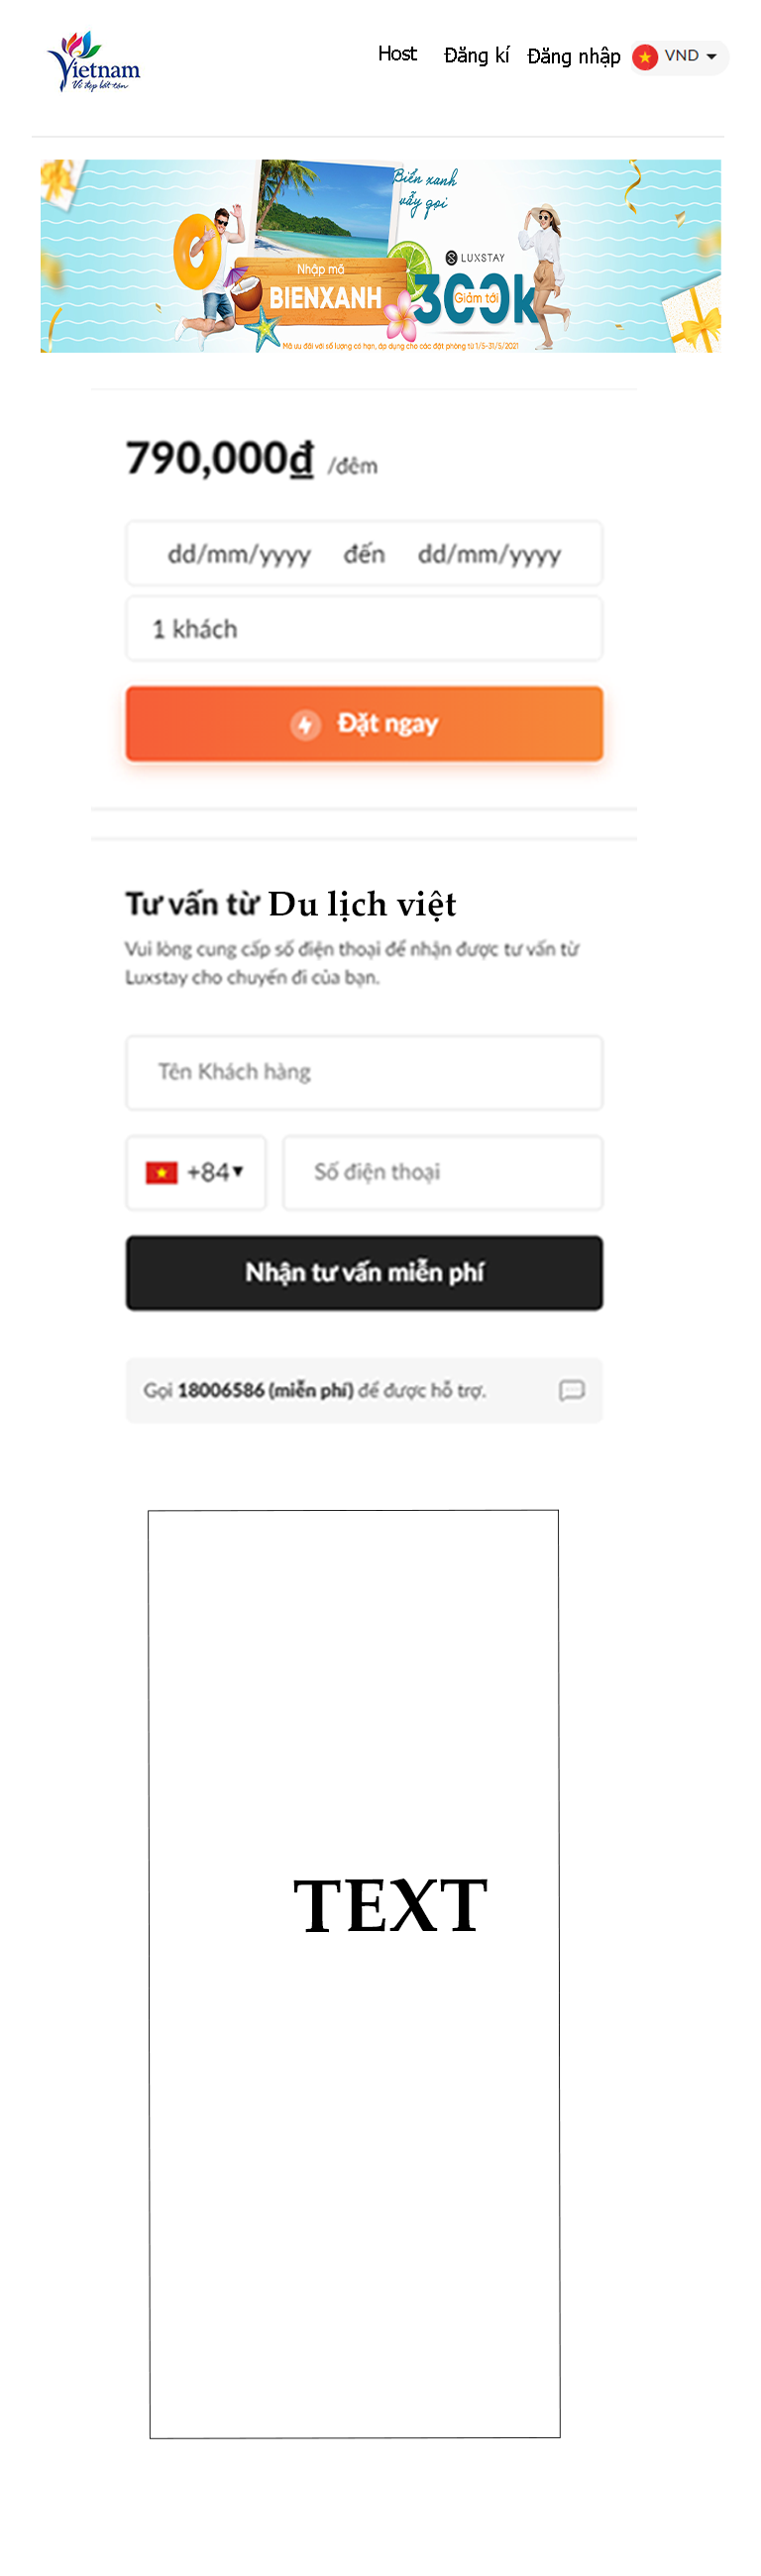 Vietnam
Vẻ đẹp bất tận
Host Đăng kí Đăng nhập VND
Biển xanh
vẫy gọi
LUXSTAY
Nhập mã
BIENXANH
300k
Giảm tới
Mã ưu đãi với số lượng có hạn, áp dụng cho các đặt phòng từ 1/5-31/5/2021
790,000₫ /đêm
dd/mm/yyyy đến dd/mm/yyyy
1 khách
Đặt ngay
Tư vấn từ Du lịch việt
Vui lòng cung cấp số điện thoại để nhận được tư vấn từ
Luxstay cho chuyến đi của bạn.
Tên Khách hàng
+84 Số điện thoại
Nhận tư vấn miễn phí
Gọi 18006586 (miễn phí) để được hỗ trợ.
TEXT